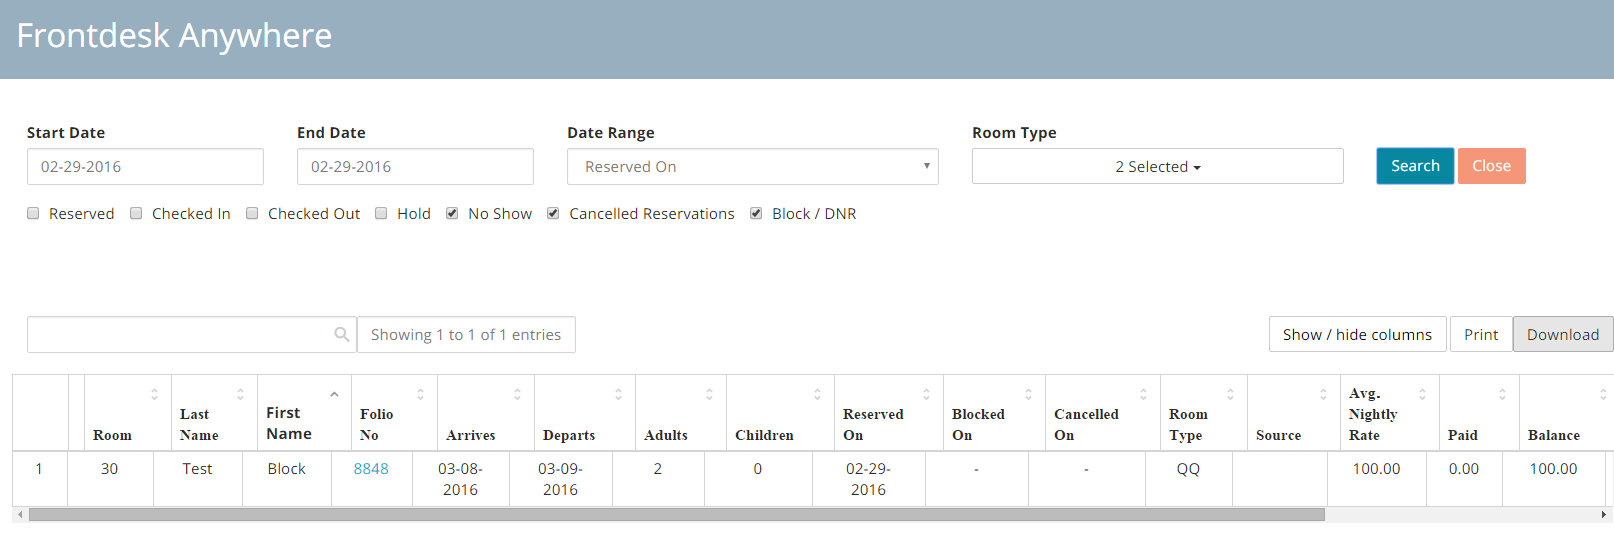 Frontdesk Anywhere
Start Date End Date Date Range Room Type
02-29-2016 02-29-2016 Reserved On 2 Selected Search Close
Reserved Checked In Checked Out Hold No Show Cancelled Reservations Block / DNR
Showing 1 to 1 of 1 entries Show / hide columns Print Download
Room Last Name First Name Folio No Arrives Departs Adults Children Reserved On Blocked On Cancelled On Room Type Source Avg. Nightly Rate Paid Balance
1 30 Test Block 8848 03-08-2016 03-09-2016 2 0 02-29-2016 - - QQ 100.00 0.00 100.00